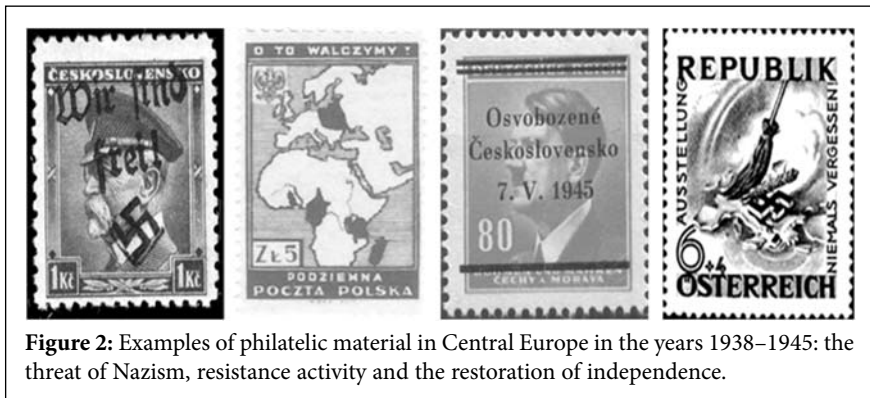 ČESKOSLOVENSKO
Wir sind
frei!
1Kč
1Kč
O TO WALCZYMY!
ZŁ5
PODZIEMNA
POCZTA POLSKA
Osvobozené
Československo
7. V. 1945
80
ČECHY A MORAVA
REPUBLIK
AUSSTELLUNG
NIEMALS VERGESSEN
6+4
ÖSTERREICH
Figure 2: Examples of philatelic material in Central Europe in the years 1938–1945: the
threat of Nazism, resistance activity and the restoration of independence.